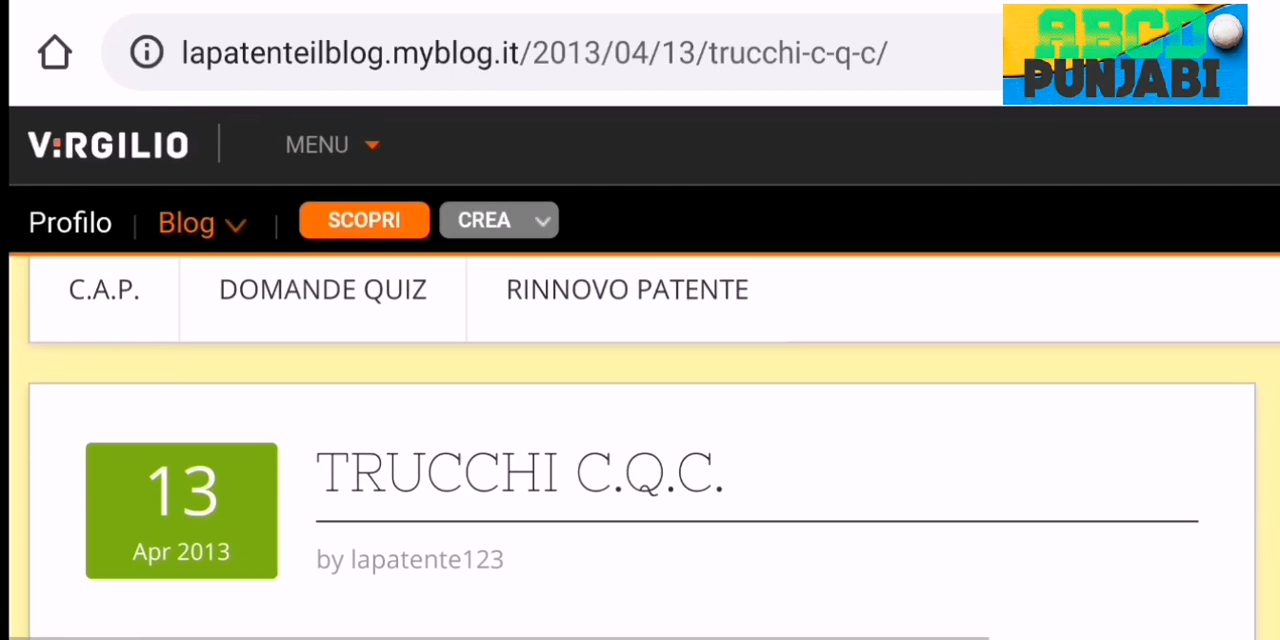 lapatenteilblog.myblog.it/2013/04/13/trucchi-c-q-c/
ABCD
PUNJABI
VIRGILIO
MENU
Profilo
Blog
SCOPRI
CREA
C.A.P.
DOMANDE QUIZ
RINNOVO PATENTE
13
Apr 2013
TRUCCHI C.Q.C.
by lapatente123